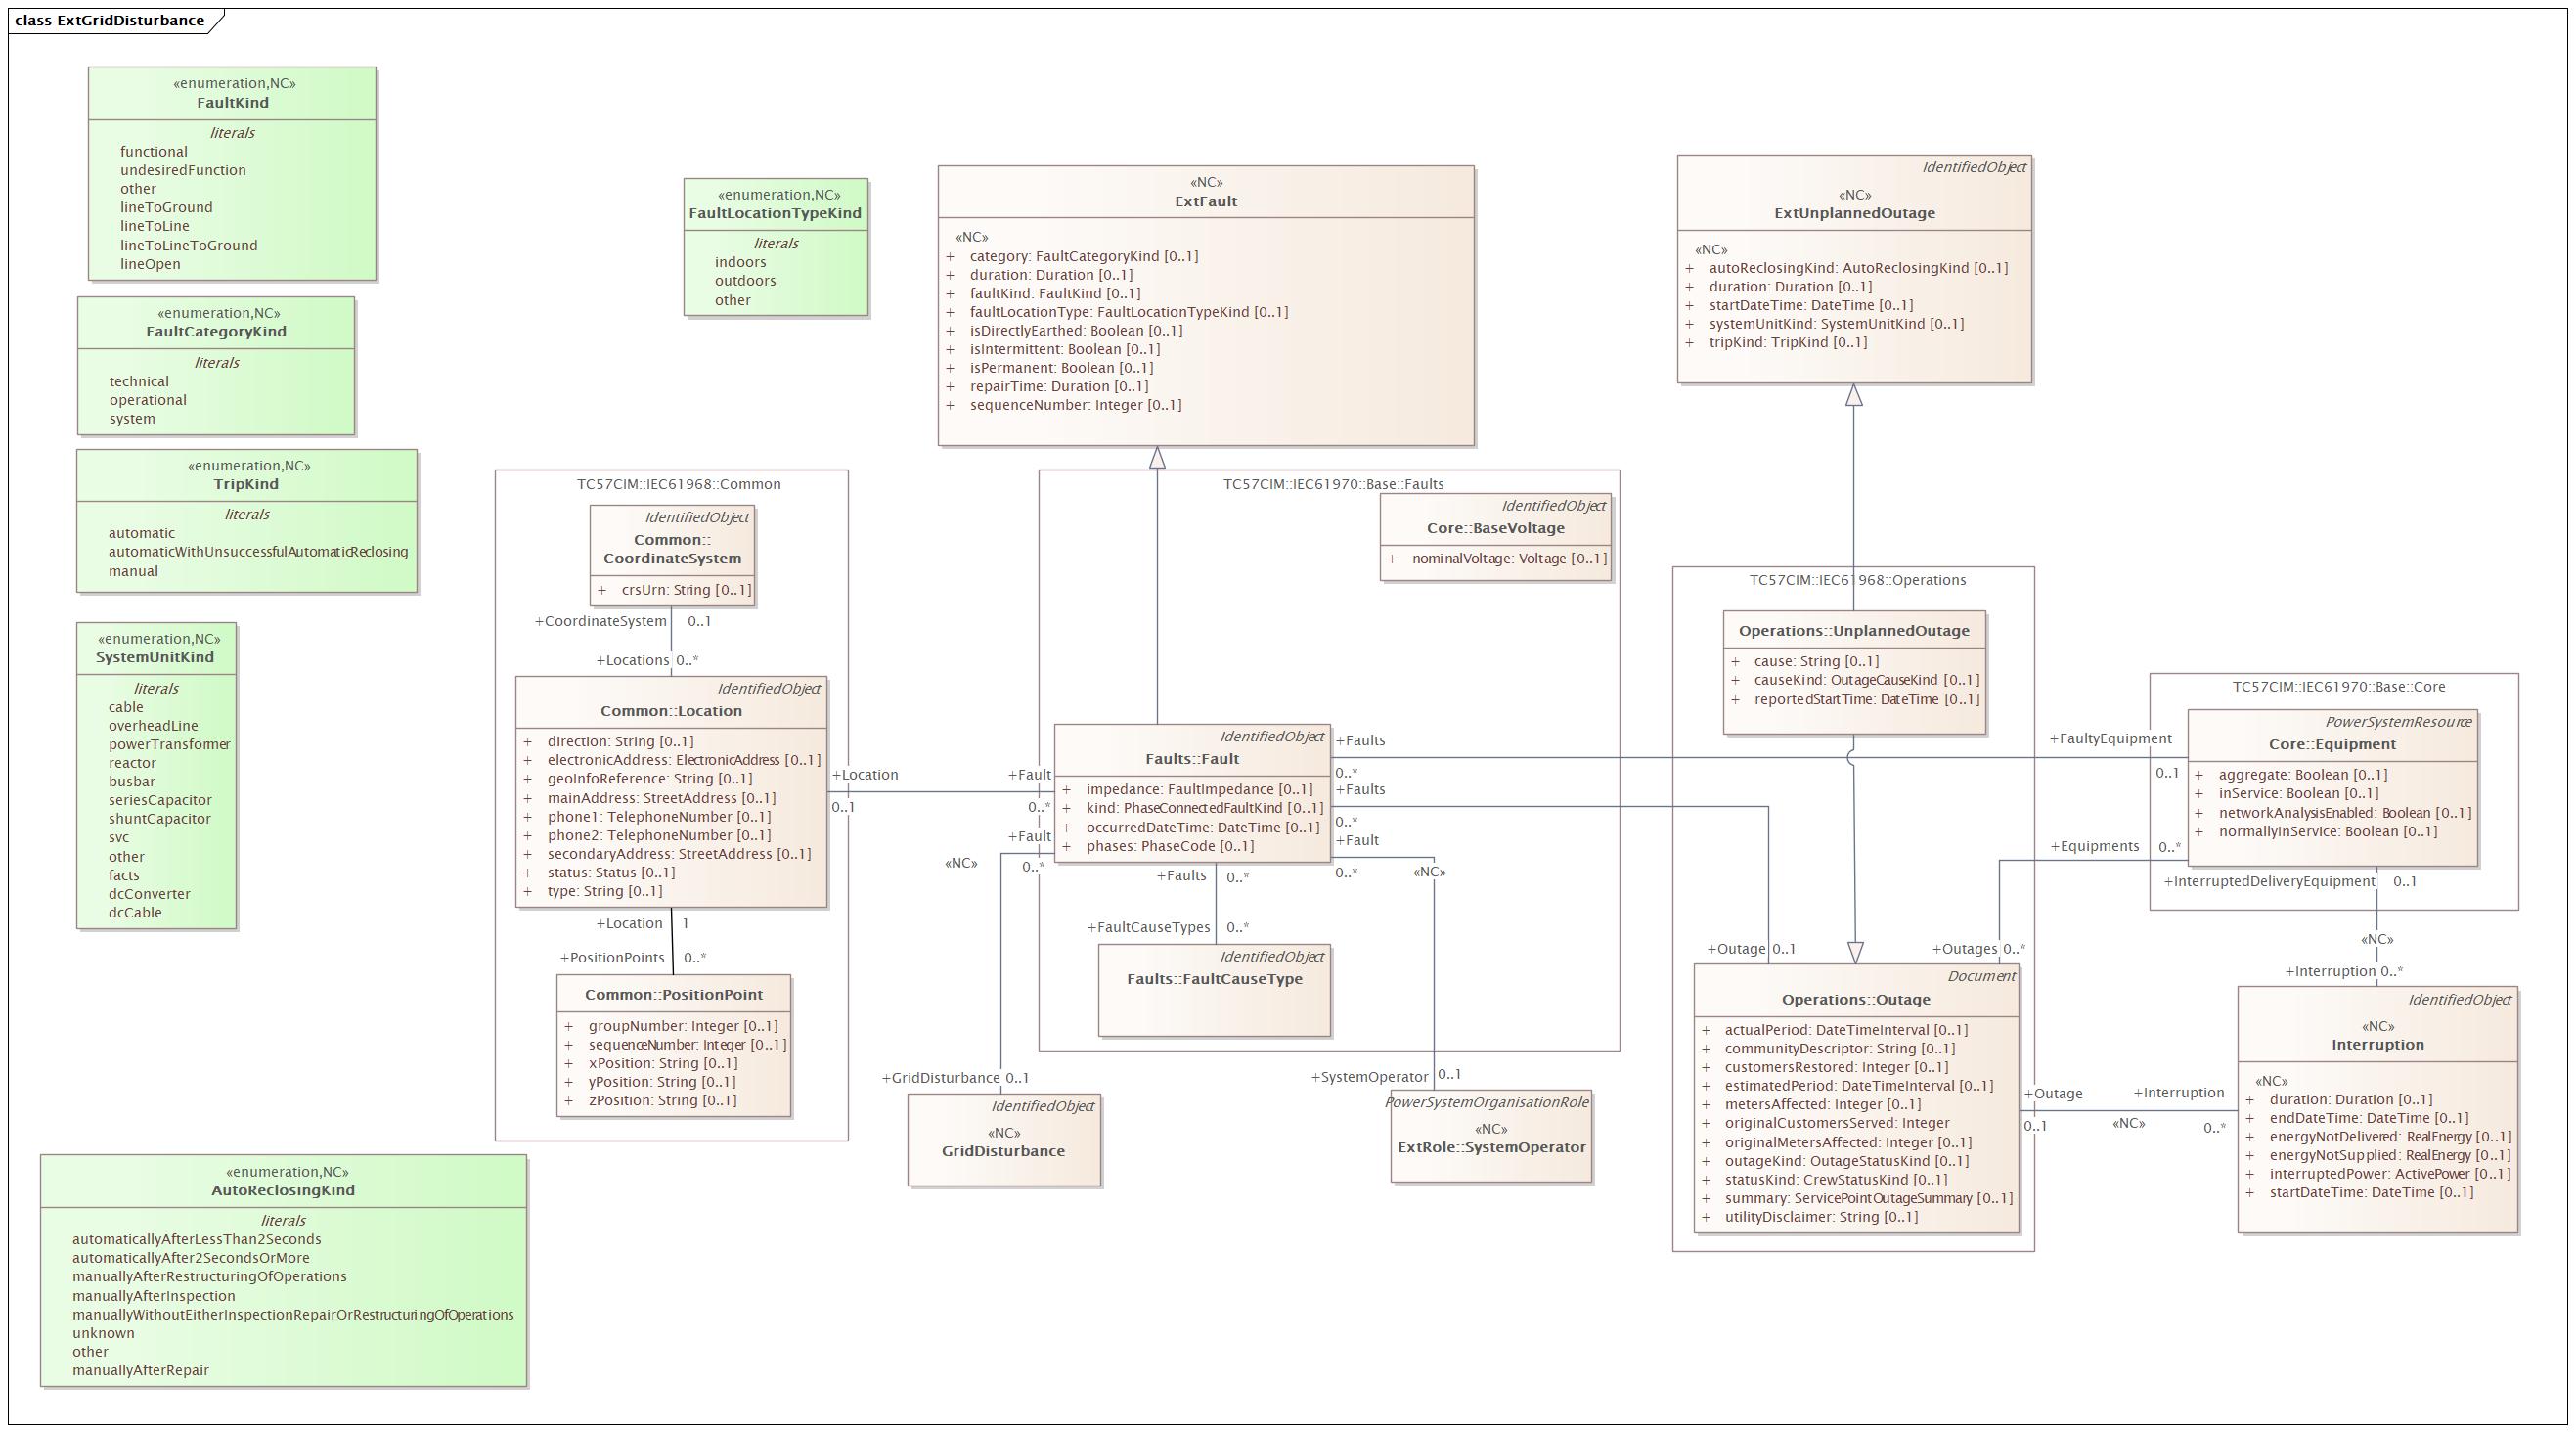 class ExtGridDisturbance
«enumeration,NC»
FaultKind
literals
functional
undesiredFunction
other
lineToGround
lineToLine
lineToLineToGround
lineOpen
«enumeration,NC»
FaultCategoryKind
literals
technical
operational
system
«enumeration,NC»
TripKind
literals
automatic
automaticWithUnsuccessfulAutomaticReclosing
manual
«enumeration,NC»
SystemUnitKind
literals
cable
overheadLine
powerTransformer
reactor
busbar
seriesCapacitor
shuntCapacitor
svc
other
facts
dcConverter
dcCable
«enumeration,NC»
AutoReclosingKind
literals
automaticallyAfterLessThan2Seconds
automaticallyAfter2SecondsOrMore
manuallyAfterRestructuringOfOperations
manuallyAfterInspection
manuallyWithoutEitherInspectionRepairOrRestructuringOfOperations
unknown
other
manuallyAfterRepair
«enumeration,NC»
FaultLocationTypeKind
literals
indoors
outdoors
other
«NC»
ExtFault
«NC»
+ category: FaultCategoryKind [0..1]
+ duration: Duration [0..1]
+ faultKind: FaultKind [0..1]
+ faultLocationType: FaultLocationTypeKind [0..1]
+ isDirectlyEarthed: Boolean [0..1]
+ isIntermittent: Boolean [0..1]
+ isPermanent: Boolean [0..1]
+ repairTime: Duration [0..1]
+ sequenceNumber: Integer [0..1]
IdentifiedObject
«NC»
ExtUnplannedOutage
«NC»
+ autoReclosingKind: AutoReclosingKind [0..1]
+ duration: Duration [0..1]
+ startDateTime: DateTime [0..1]
+ systemUnitKind: SystemUnitKind [0..1]
+ tripKind: TripKind [0..1]
TC57CIM::IEC61968::Common
IdentifiedObject
Common::
CoordinateSystem
+ crsUrn: String [0..1]
+CoordinateSystem 0..1
+Locations 0..*
IdentifiedObject
Common::Location
+ direction: String [0..1]
+ electronicAddress: ElectronicAddress [0..1]
+ geoInfoReference: String [0..1]
+ mainAddress: StreetAddress [0..1]
+ phone1: TelephoneNumber [0..1]
+ phone2: TelephoneNumber [0..1]
+ secondaryAddress: StreetAddress [0..1]
+ status: Status [0..1]
+ type: String [0..1]
+Location 1
+PositionPoints 0..*
Common::PositionPoint
+ groupNumber: Integer [0..1]
+ sequenceNumber: Integer [0..1]
+ xPosition: String [0..1]
+ yPosition: String [0..1]
+ zPosition: String [0..1]
+Location
0..1
+Fault
0..*
+Fault
0..*
«NC»
TC57CIM::IEC61970::Base::Faults
IdentifiedObject
Core::BaseVoltage
+ nominalVoltage: Voltage [0..1]
IdentifiedObject
Faults::Fault
+ impedance: FaultImpedance [0..1]
+ kind: PhaseConnectedFaultKind [0..1]
+ occurredDateTime: DateTime [0..1]
+ phases: PhaseCode [0..1]
+Faults
0..*
+Faults
0..*
+Fault
0..*
«NC»
+Faults 0..*
+FaultCauseTypes 0..*
IdentifiedObject
Faults::FaultCauseType
+GridDisturbance 0..1
IdentifiedObject
«NC»
GridDisturbance
+SystemOperator 0..1
PowerSystemOrganisationRole
«NC»
ExtRole::SystemOperator
TC57CIM::IEC61968::Operations
Operations::UnplannedOutage
+ cause: String [0..1]
+ causeKind: OutageCauseKind [0..1]
+ reportedStartTime: DateTime [0..1]
+Outage 0..1
+Outages 0..*
Document
Operations::Outage
+ actualPeriod: DateTimeInterval [0..1]
+ communityDescriptor: String [0..1]
+ customersRestored: Integer [0..1]
+ estimatedPeriod: DateTimeInterval [0..1]
+ metersAffected: Integer [0..1]
+ originalCustomersServed: Integer
+ originalMetersAffected: Integer [0..1]
+ outageKind: OutageStatusKind [0..1]
+ statusKind: CrewStatusKind [0..1]
+ summary: ServicePointOutageSummary [0..1]
+ utilityDisclaimer: String [0..1]
+FaultyEquipment
0..1
+Equipments 0..*
TC57CIM::IEC61970::Base::Core
PowerSystemResource
Core::Equipment
+ aggregate: Boolean [0..1]
+ inService: Boolean [0..1]
+ networkAnalysisEnabled: Boolean [0..1]
+ normallyInService: Boolean [0..1]
+InterruptedDeliveryEquipment 0..1
«NC»
+Interruption 0..*
IdentifiedObject
«NC»
Interruption
«NC»
+ duration: Duration [0..1]
+ endDateTime: DateTime [0..1]
+ energyNotDelivered: RealEnergy [0..1]
+ energyNotSupplied: RealEnergy [0..1]
+ interruptedPower: ActivePower [0..1]
+ startDateTime: DateTime [0..1]
+Outage
0..1
+Interruption
«NC»
0..*